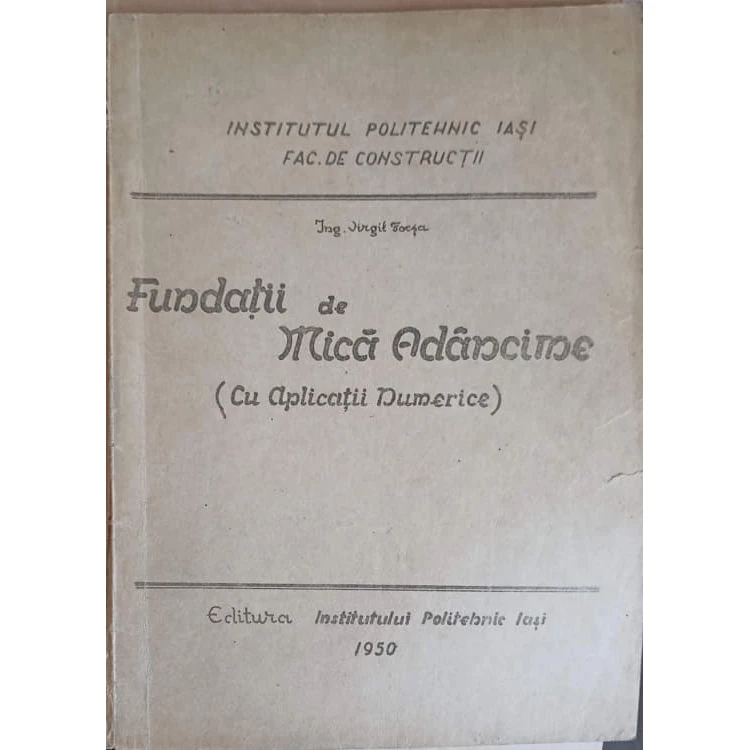 INSTITUTUL POLITEHNIC IAȘI
FAC. DE CONSTRUCȚII
Ing. Virgil
Fundații de
Mică Adâncime
(Cu Aplicații Numerice)
Editura Institutului Politehnic Iași
1950